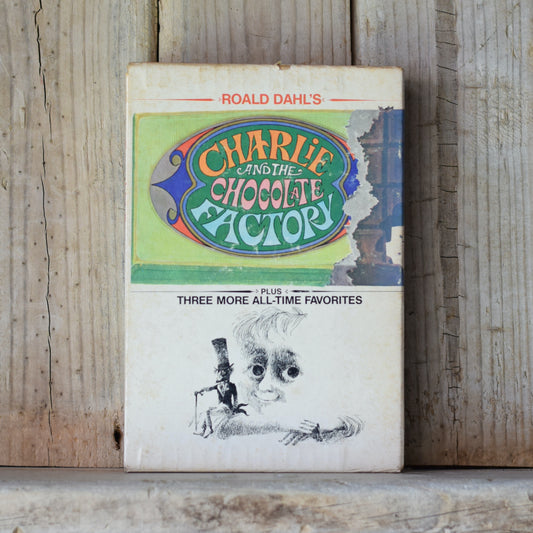 ROALD DAHL'S
CHARLIE
AND THE
CHOCOLATE
FACTORY
PLUS
THREE MORE ALL-TIME FAVORITES